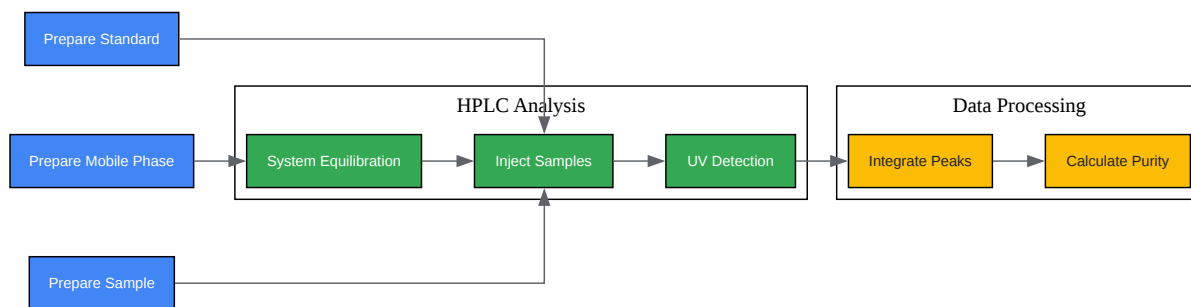 Prepare Standard
HPLC Analysis
Data Processing
Prepare Mobile Phase
System Equilibration
Inject Samples
UV Detection
Integrate Peaks
Calculate Purity
Prepare Sample